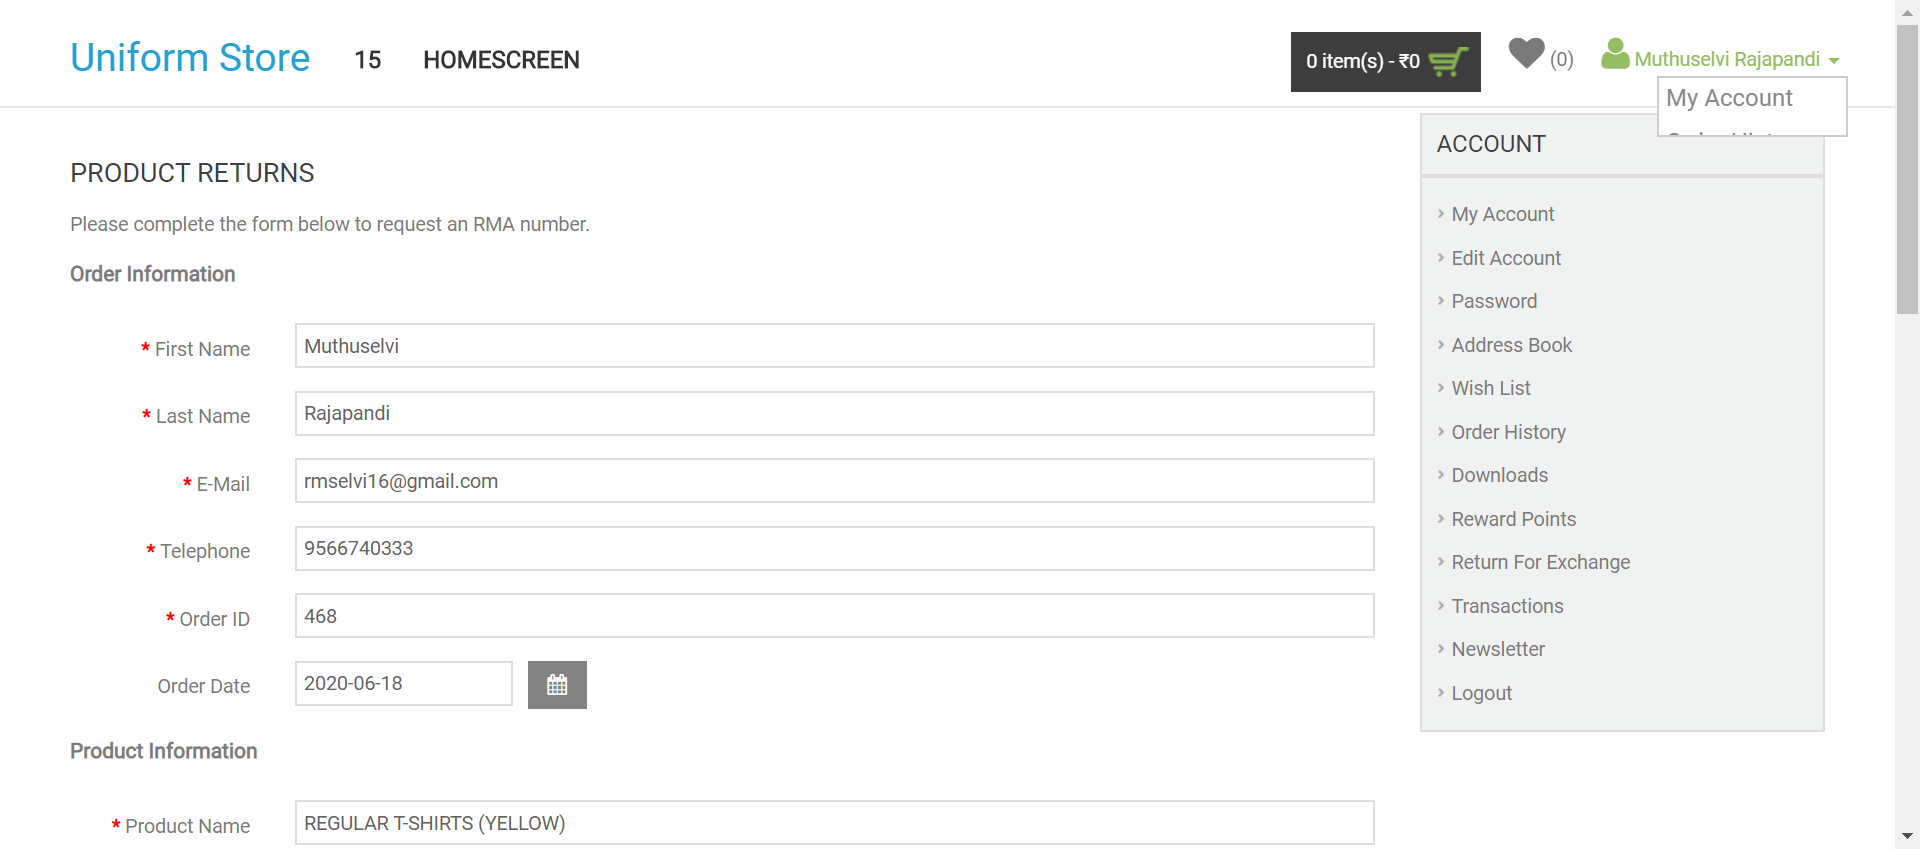 Uniform Store 15 HOMESCREEN 0 item(s) - ₹0 (0) Muthuselvi Rajapandi
My Account
PRODUCT RETURNS
Please complete the form below to request an RMA number.
Order Information
* First Name Muthuselvi
* Last Name Rajapandi
* E-Mail rmselvi16@gmail.com
* Telephone 9566740333
* Order ID 468
Order Date 2020-06-18
Product Information
* Product Name REGULAR T-SHIRTS (YELLOW)
ACCOUNT
My Account
Edit Account
Password
Address Book
Wish List
Order History
Downloads
Reward Points
Return For Exchange
Transactions
Newsletter
Logout